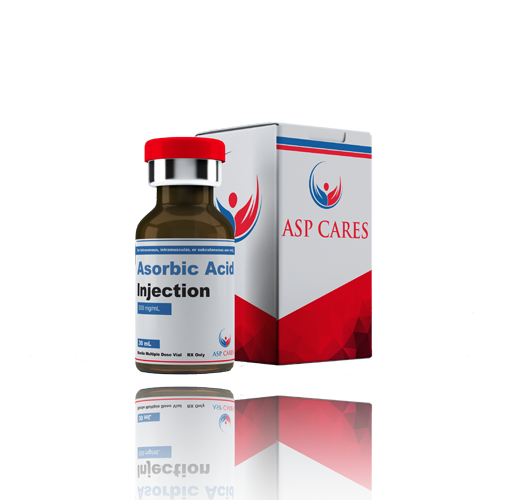 For Intravenous, Intramuscular, or subcutaneous use only
Asorbic Acid
Injection
500 mg/mL
30 mL
Sterile Multiple Dose Vial RX Only
ASP CARES
ASP CARES